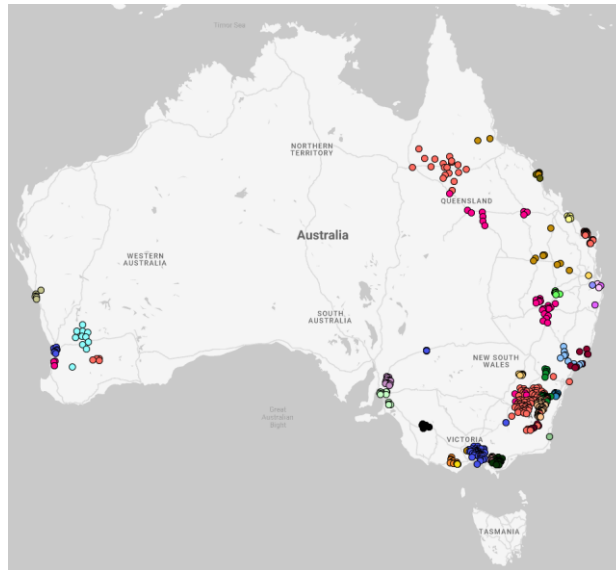 Timor Sea
NORTHERN
TERRITORY
QUEENSLAND
Australia
WESTERN
AUSTRALIA
SOUTH
AUSTRALIA
NEW SOUTH
WALES
Great
Australian
Bight
VICTORIA
TASMANIA